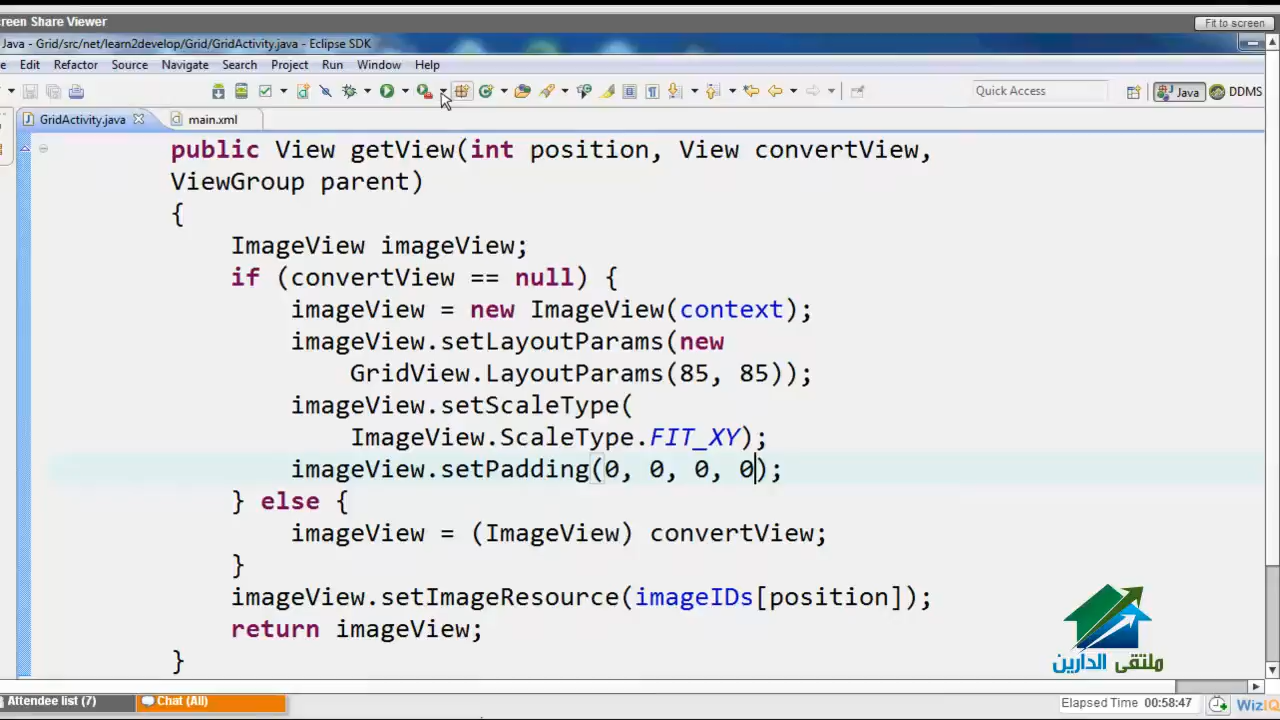 creen Share Viewer
Fit to screen
Java - Grid/src/net/learn2develop/Grid/GridActivity.java - Eclipse SDK
e Edit Refactor Source Navigate Search Project Run Window Help
Quick Access
Java
DDMS
GridActivity.java
main.xml
public View getView(int position, View convertView,
ViewGroup parent)
{
ImageView imageView;
if (convertView == null) {
imageView = new ImageView(context);
imageView.setLayoutParams(new
GridView.LayoutParams(85, 85));
imageView.setScaleType(
ImageView.ScaleType.FIT_XY);
imageView.setPadding(0, 0, 0, 0);
} else {
imageView = (ImageView) convertView;
}
imageView.setImageResource(imageIDs[position]);
return imageView;
}
ملتقى الدارين
Attendee list (7)
Chat (All)
Elapsed Time 00:58:47
WizIQ